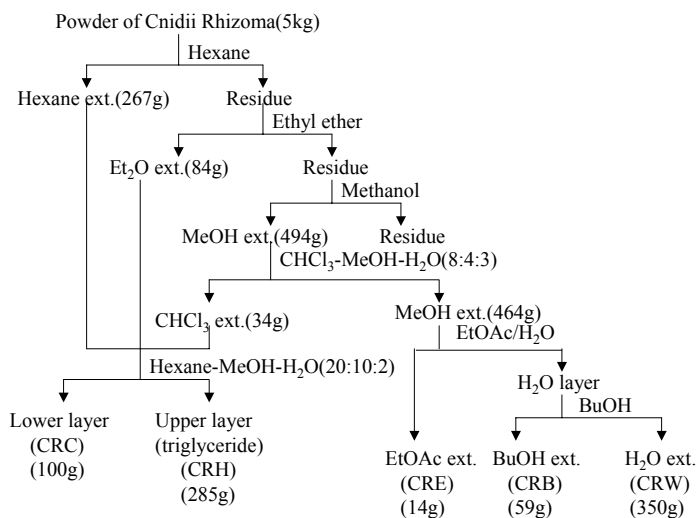 Powder of Cnidii Rhizoma(5kg)
Hexane
Hexane ext.(267g)
Residue
Ethyl ether
Et₂O ext.(84g)
Residue
Methanol
MeOH ext.(494g)
Residue
CHCl₃-MeOH-H₂O(8:4:3)
CHCl₃ ext.(34g)
MeOH ext.(464g)
EtOAc/H₂O
Hexane-MeOH-H₂O(20:10:2)
H₂O layer
BuOH
Lower layer
(CRC)
(100g)
Upper layer
(triglyceride)
(CRH)
(285g)
EtOAc ext.
(CRE)
(14g)
BuOH ext.
(CRB)
(59g)
H₂O ext.
(CRW)
(350g)